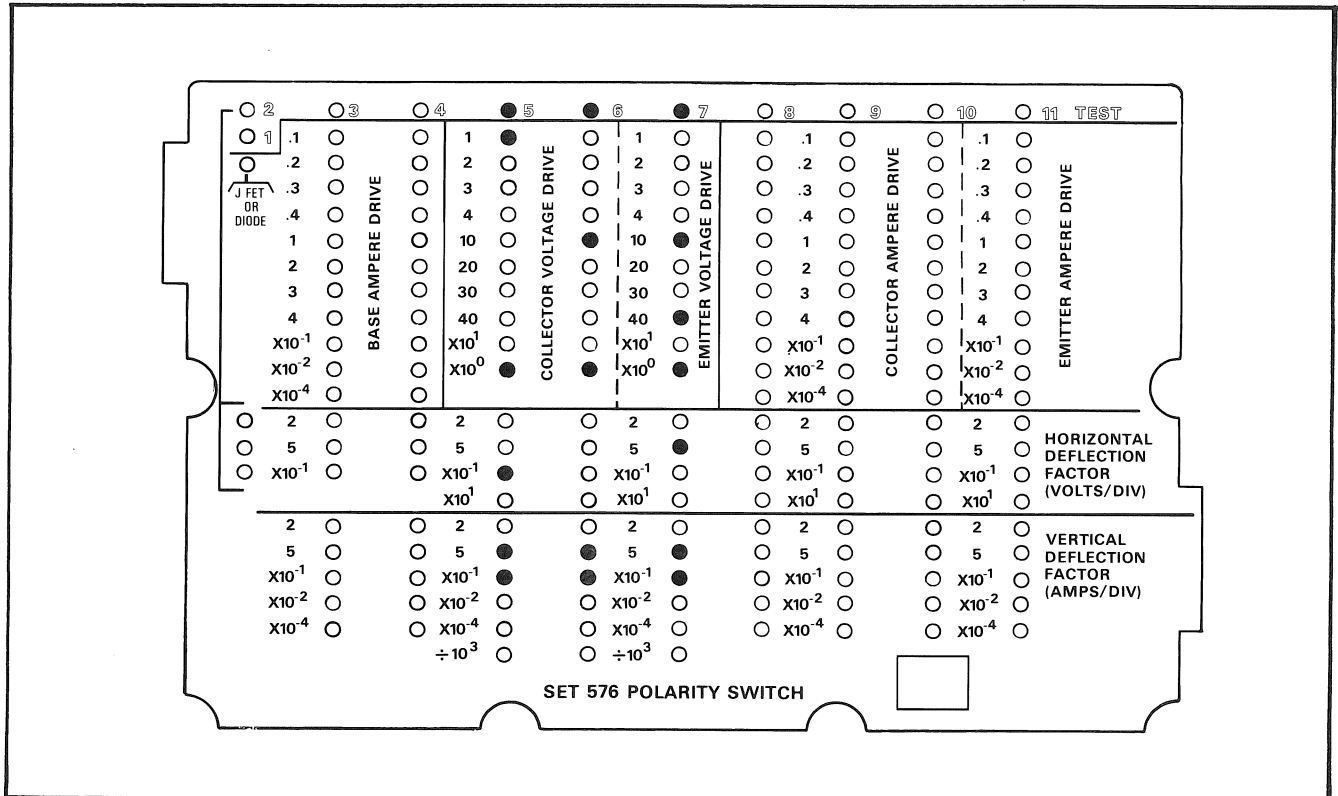 2 3 4 5 6 7 8 9 10 11 TEST
1 .1 1 1 .1 .1
.2 2 2 .2 .2
.3 3 3 .3 .3
.4 4 4 .4 .4
1 10 10 1 1
2 20 20 2 2
3 30 30 3 3
4 40 40 4 4
X10-1 X10¹ X10¹ X10-1 X10-1
X10-2 X10⁰ X10⁰ X10-2 X10-2
X10-4 X10-4 X10-4
J FET
OR
DIODE
BASE AMPERE DRIVE
COLLECTOR VOLTAGE DRIVE
EMITTER VOLTAGE DRIVE
COLLECTOR AMPERE DRIVE
EMITTER AMPERE DRIVE
2 2 2 2 2
5 5 5 5 5
X10-1 X10-1 X10-1 X10-1 X10-1
X10¹ X10¹ X10¹ X10¹
HORIZONTAL
DEFLECTION
FACTOR
(VOLTS/DIV)
2 2 2 2 2
5 5 5 5 5
X10-1 X10-1 X10-1 X10-1 X10-1
X10-2 X10-2 X10-2 X10-2 X10-2
X10-4 X10-4 X10-4 X10-4 X10-4
÷10³ ÷10³
VERTICAL
DEFLECTION
FACTOR
(AMPS/DIV)
SET 576 POLARITY SWITCH